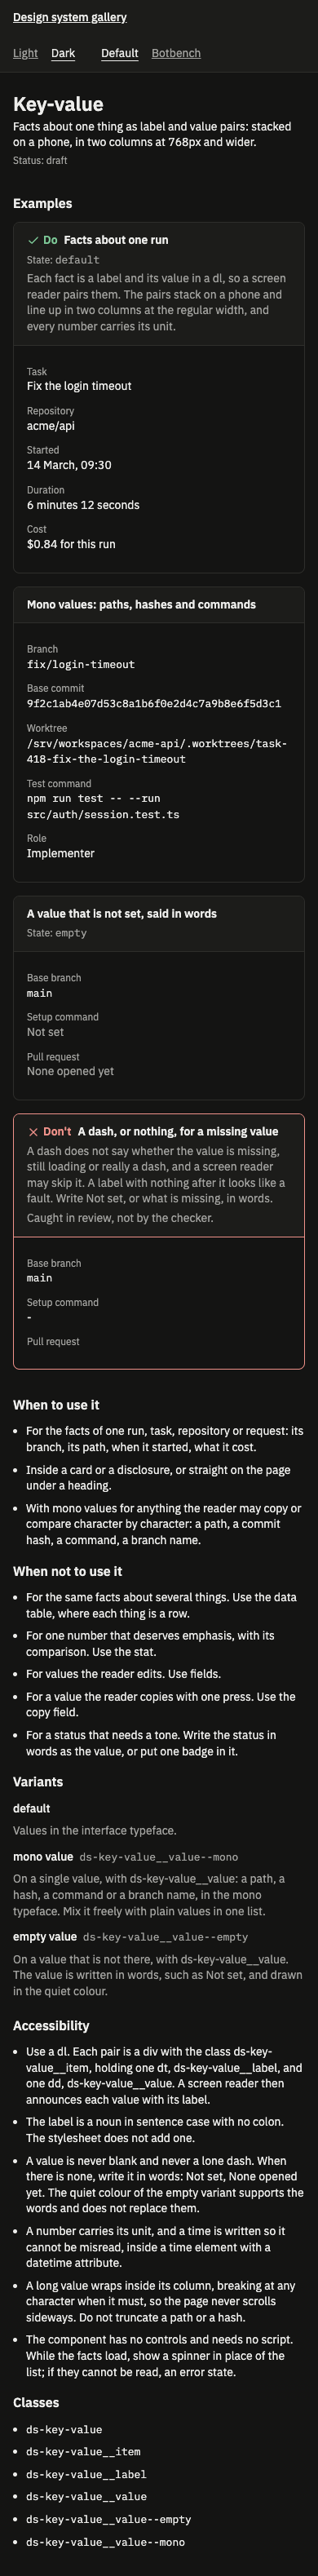 Design system gallery
Light Dark Default Botbench
Key-value
Facts about one thing as label and value pairs: stacked
on a phone, in two columns at 768px and wider.
Status: draft
Examples
Do Facts about one run
State: default
Each fact is a label and its value in a dl, so a screen
reader pairs them. The pairs stack on a phone and
line up in two columns at the regular width, and
every number carries its unit.
Task
Fix the login timeout
Repository
acme/api
Started
14 March, 09:30
Duration
6 minutes 12 seconds
Cost
$0.84 for this run
Mono values: paths, hashes and commands
Branch
fix/login-timeout
Base commit
9f2c1ab4e07d53c8a1b6f0e2d4c7a9b8e6f5d3c1
Worktree
/srv/workspaces/acme-api/.worktrees/task-
418-fix-the-login-timeout
Test command
npm run test -- --run
src/auth/session.test.ts
Role
Implementer
A value that is not set, said in words
State: empty
Base branch
main
Setup command
Not set
Pull request
None opened yet
Don't A dash, or nothing, for a missing value
A dash does not say whether the value is missing,
still loading or really a dash, and a screen reader
may skip it. A label with nothing after it looks like a
fault. Write Not set, or what is missing, in words.
Caught in review, not by the checker.
Base branch
main
Setup command
-
Pull request
When to use it
• For the facts of one run, task, repository or request: its
branch, its path, when it started, what it cost.
• Inside a card or a disclosure, or straight on the page
under a heading.
• With mono values for anything the reader may copy or
compare character by character: a path, a commit
hash, a command, a branch name.
When not to use it
• For the same facts about several things. Use the data
table, where each thing is a row.
• For one number that deserves emphasis, with its
comparison. Use the stat.
• For values the reader edits. Use fields.
• For a value the reader copies with one press. Use the
copy field.
• For a status that needs a tone. Write the status in
words as the value, or put one badge in it.
Variants
default
Values in the interface typeface.
mono value ds-key-value__value--mono
On a single value, with ds-key-value__value: a path, a
hash, a command or a branch name, in the mono
typeface. Mix it freely with plain values in one list.
empty value ds-key-value__value--empty
On a value that is not there, with ds-key-value__value.
The value is written in words, such as Not set, and drawn
in the quiet colour.
Accessibility
• Use a dl. Each pair is a div with the class ds-key-
value__item, holding one dt, ds-key-value__label, and
one dd, ds-key-value__value. A screen reader then
announces each value with its label.
• The label is a noun in sentence case with no colon.
The stylesheet does not add one.
• A value is never blank and never a lone dash. When
there is none, write it in words: Not set, None opened
yet. The quiet colour of the empty variant supports the
words and does not replace them.
• A number carries its unit, and a time is written so it
cannot be misread, inside a time element with a
datetime attribute.
• A long value wraps inside its column, breaking at any
character when it must, so the page never scrolls
sideways. Do not truncate a path or a hash.
• The component has no controls and needs no script.
While the facts load, show a spinner in place of the
list; if they cannot be read, an error state.
Classes
• ds-key-value
• ds-key-value__item
• ds-key-value__label
• ds-key-value__value
• ds-key-value__value--empty
• ds-key-value__value--mono